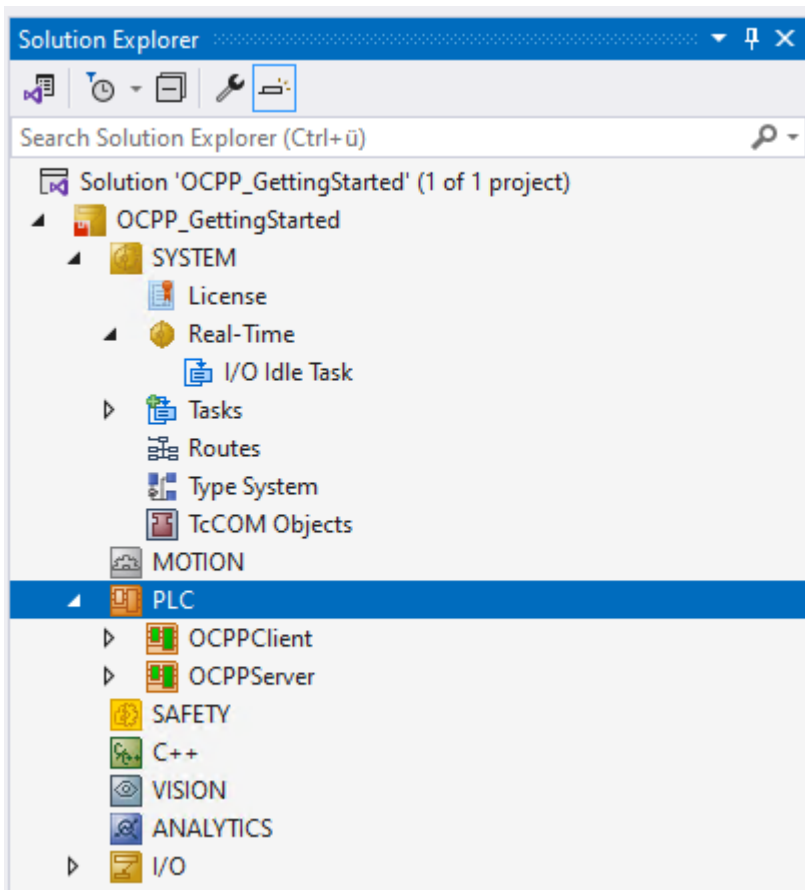 Solution Explorer
Search Solution Explorer (Ctrl+ü)
Solution 'OCPP_GettingStarted' (1 of 1 project)
OCPP_GettingStarted
SYSTEM
License
Real-Time
I/O Idle Task
Tasks
Routes
Type System
TcCOM Objects
MOTION
PLC
OCPPClient
OCPPServer
SAFETY
C++
VISION
ANALYTICS
I/O